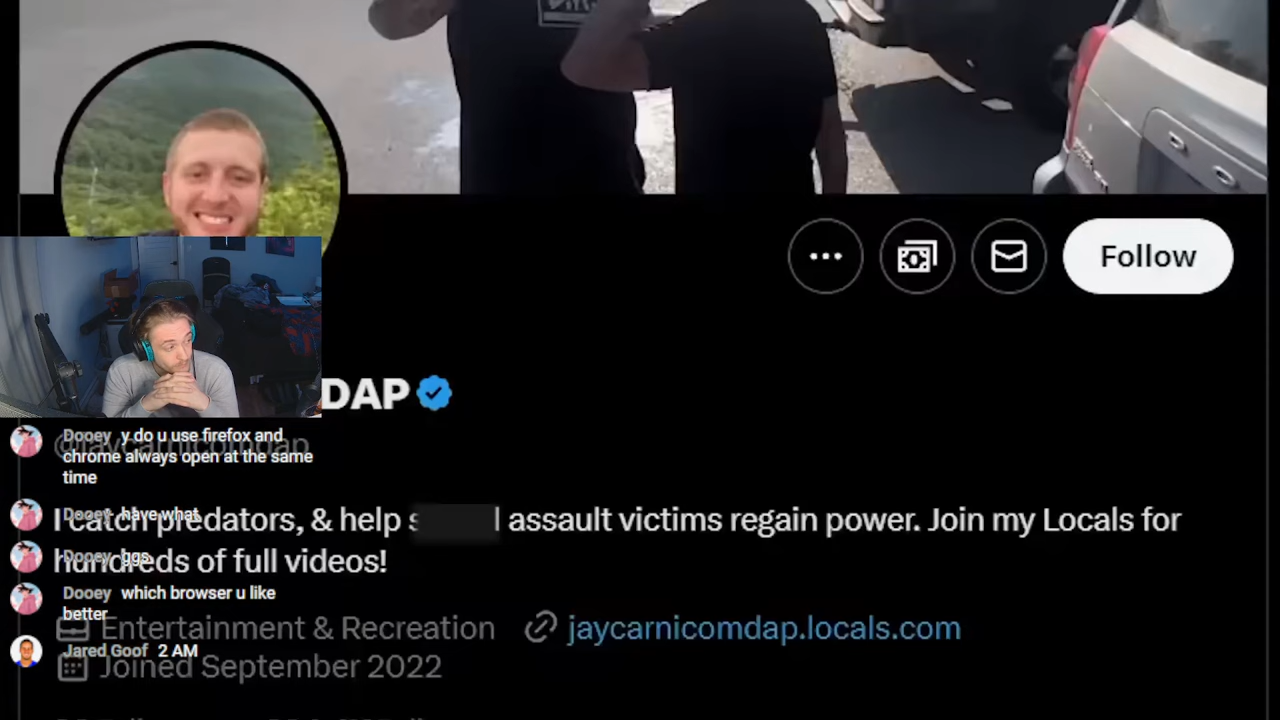 Follow
DAP
@jaycarnicomdap
I catch predators, & help s l assault victims regain power. Join my Locals for
hundreds of full videos!
Entertainment & Recreation jaycarnicomdap.locals.com
Joined September 2022
Dooey y do u use firefox and
chrome always open at the same
time
Dooey have what
Dooey ggs
Dooey which browser u like
better
Jared Goof 2 AM